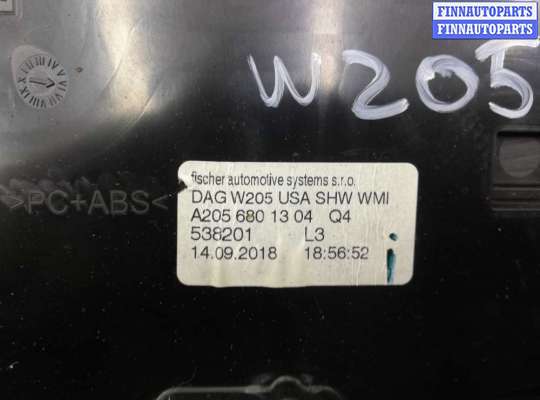 FINNAUTOPARTS
FINNAUTOPARTS
W205
fischer automotive systems s.r.o.
>PC+ABS<
DAG W205 USA SHW WMI
A205 680 13 04 Q4
538201 L3
14.09.2018 18:56:52